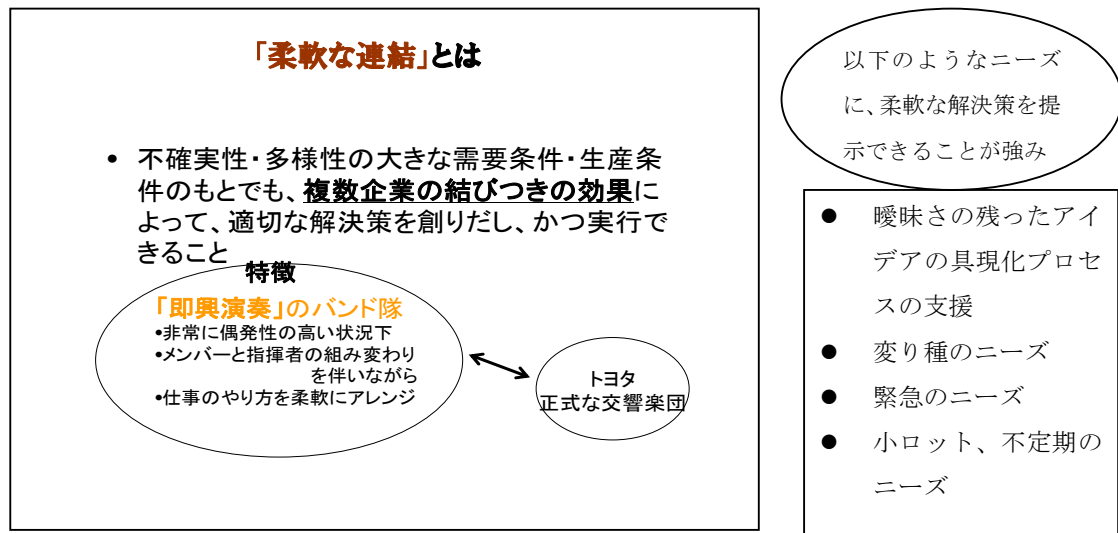 「柔軟な連結」とは
• 不確実性・多様性の大きな需要条件・生産条
件のもとでも、複数企業の結びつきの効果に
よって、適切な解決策を創りだし、かつ実行で
きること
特徴
「即興演奏」のバンド隊
•非常に偶発性の高い状況下
•メンバーと指揮者の組み変わり
を伴いながら
•仕事のやり方を柔軟にアレンジ
トヨタ
正式な交響楽団
以下のようなニーズ
に、柔軟な解決策を提
示できることが強み
● 曖昧さの残ったアイ
デアの具現化プロセ
スの支援
● 変り種のニーズ
● 緊急のニーズ
● 小ロット、不定期の
ニーズ